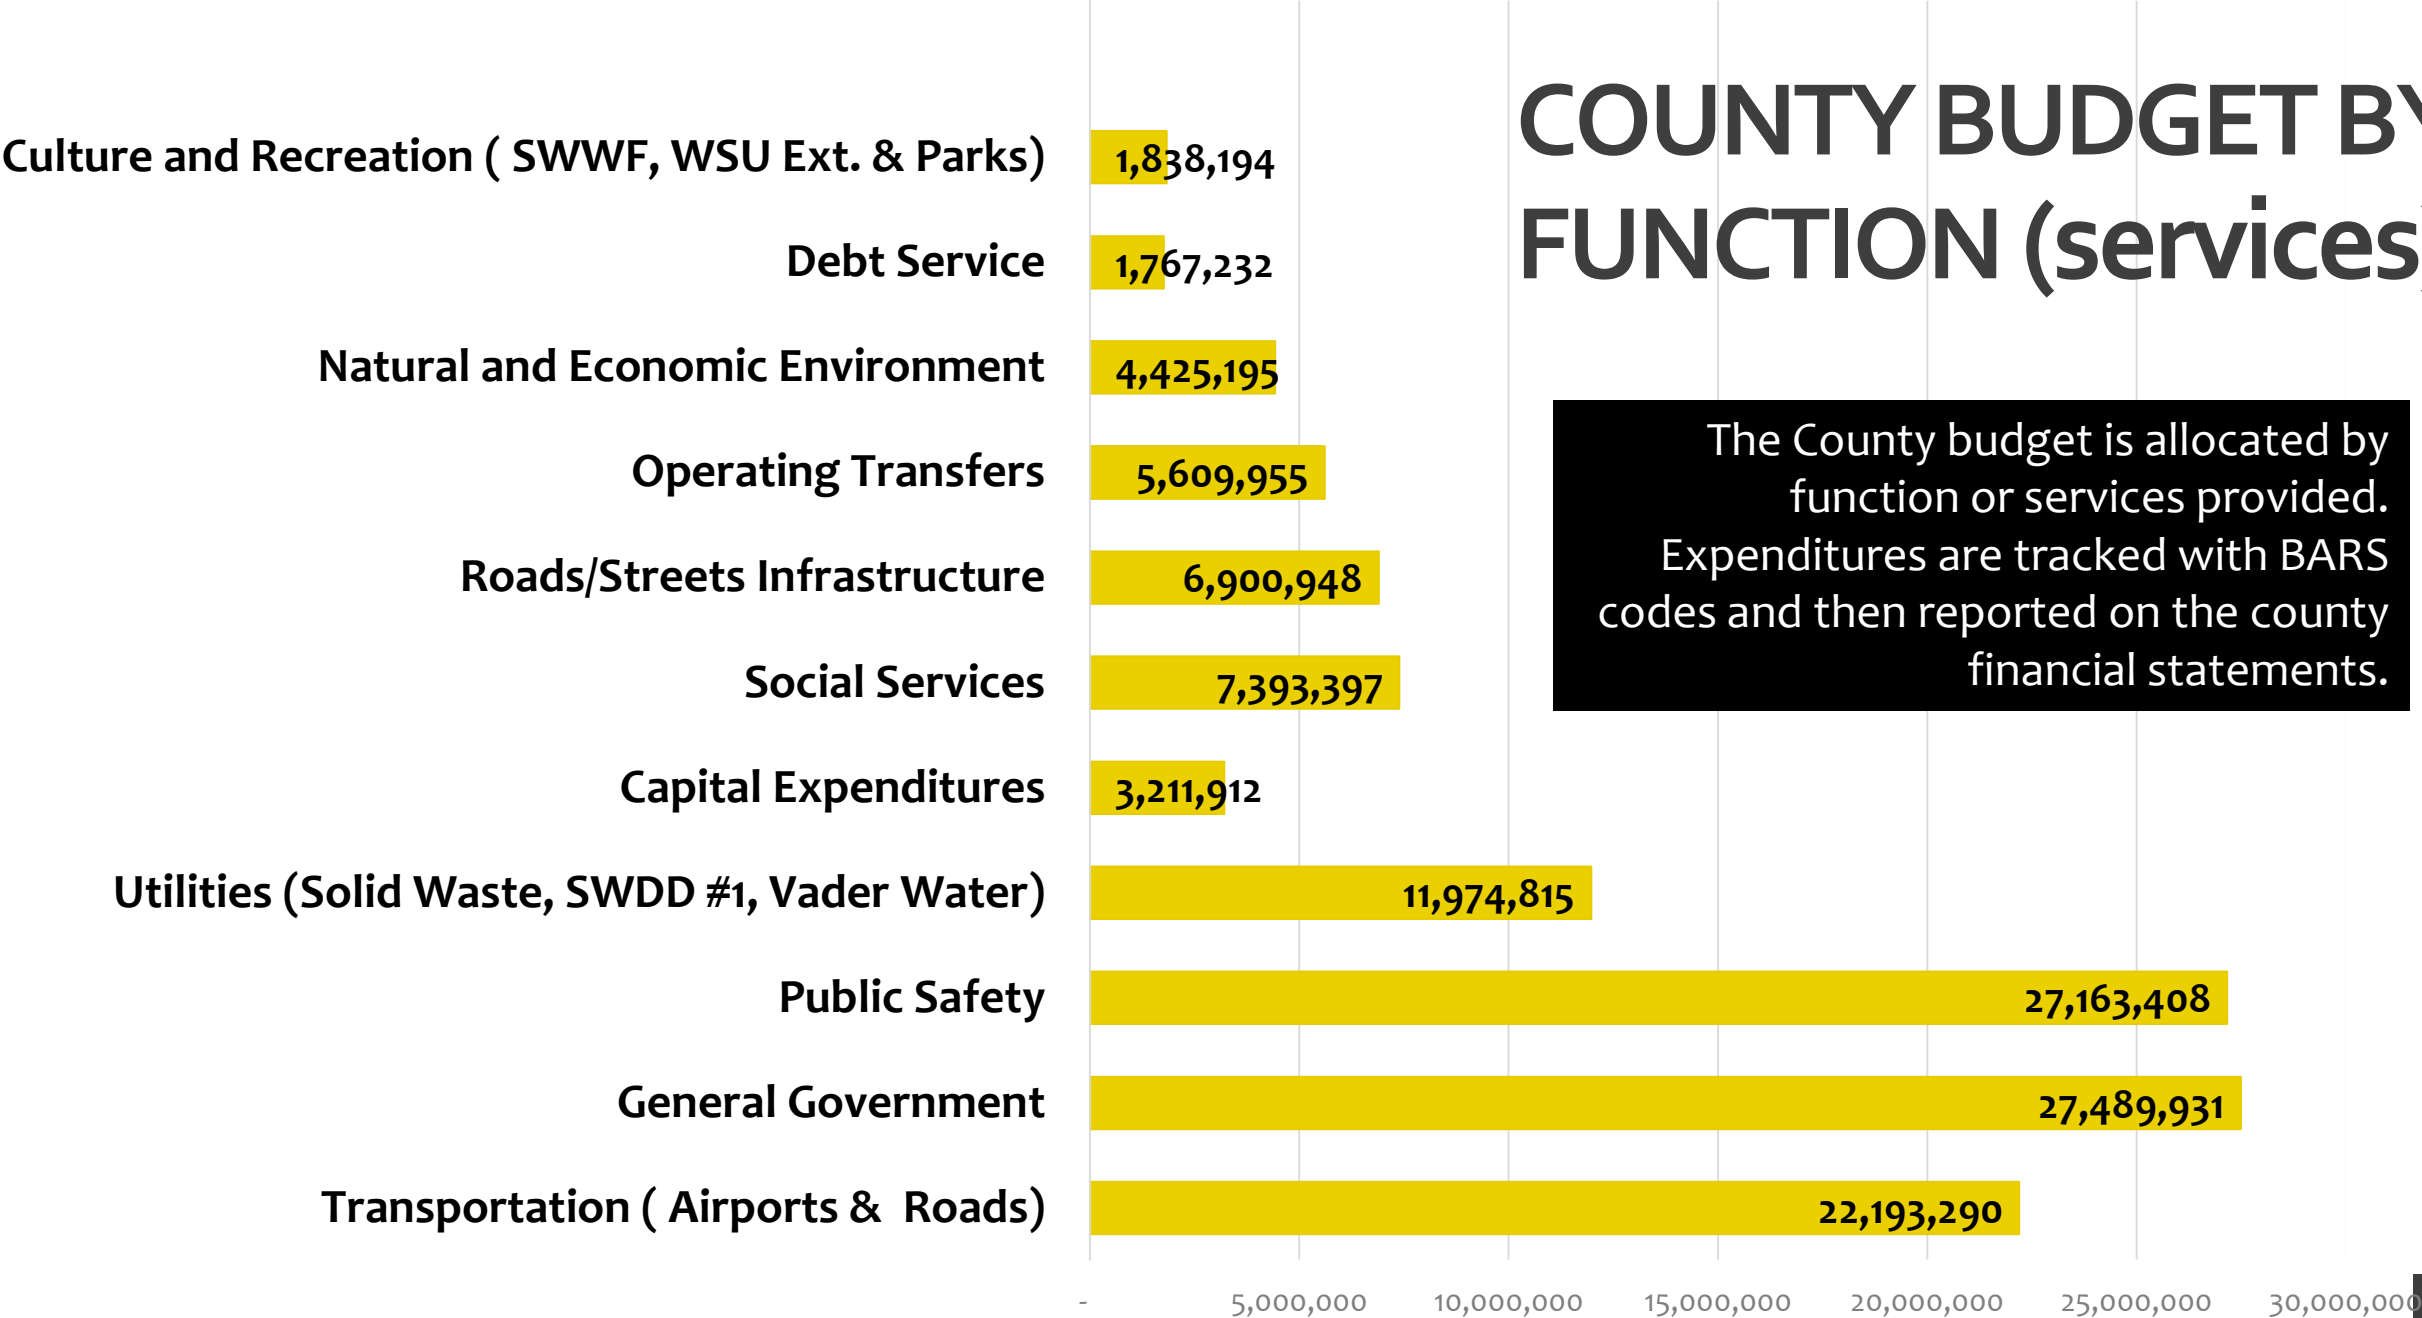 COUNTY BUDGET BY
FUNCTION (services)
Culture and Recreation ( SWWF, WSU Ext. & Parks) 1,838,194
Debt Service 1,767,232
Natural and Economic Environment 4,425,195
Operating Transfers 5,609,955
Roads/Streets Infrastructure 6,900,948
Social Services 7,393,397
Capital Expenditures 3,211,912
Utilities (Solid Waste, SWDD #1, Vader Water) 11,974,815
Public Safety 27,163,408
General Government 27,489,931
Transportation ( Airports & Roads) 22,193,290
- 5,000,000 10,000,000 15,000,000 20,000,000 25,000,000 30,000,000
The County budget is allocated by
function or services provided.
Expenditures are tracked with BARS
codes and then reported on the county
financial statements.